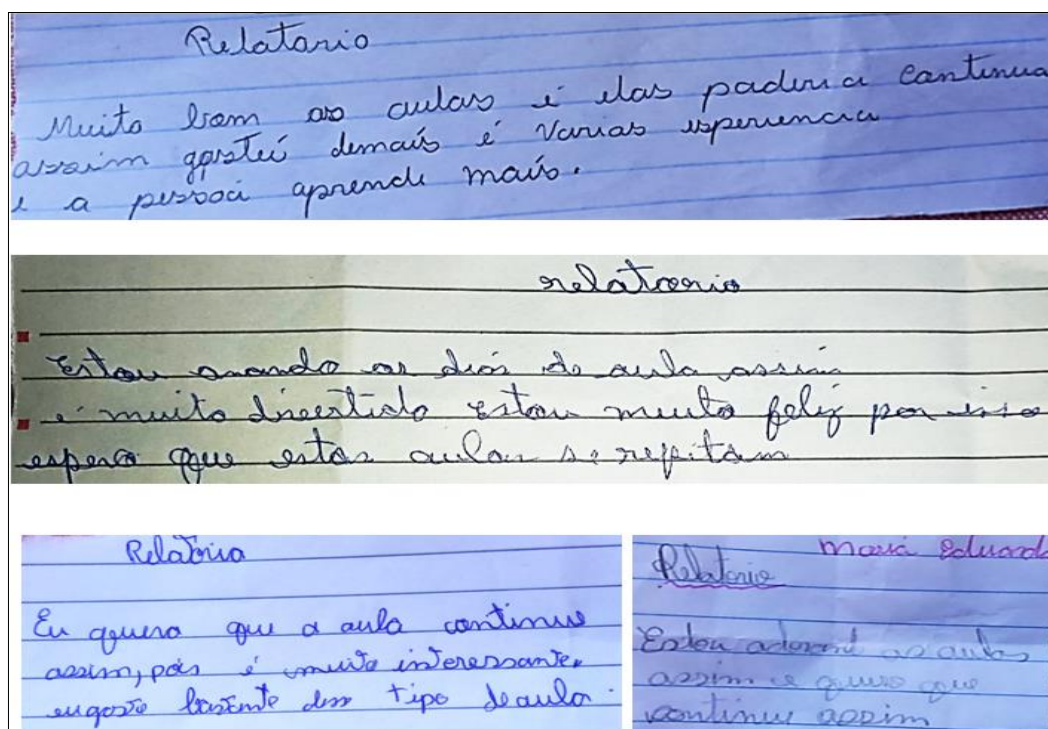 Relatorio
Muito bom as aulas é elas poderia continua
assim gostei demais é varias esperiencia
e a pessoa aprende mais.
relatorio
Estou amando os dias de aula assim
é muito divertido estou muito feliz por isso
espero que estas aulas se repitam
Relatório
Eu quero que a aula continue
assim, pois é muito interessante,
eu gosto bastante dess tipo de aula.
Maria Eduarda
Relatorio
Estou adorand as aulas
assim e quero que
continue assim